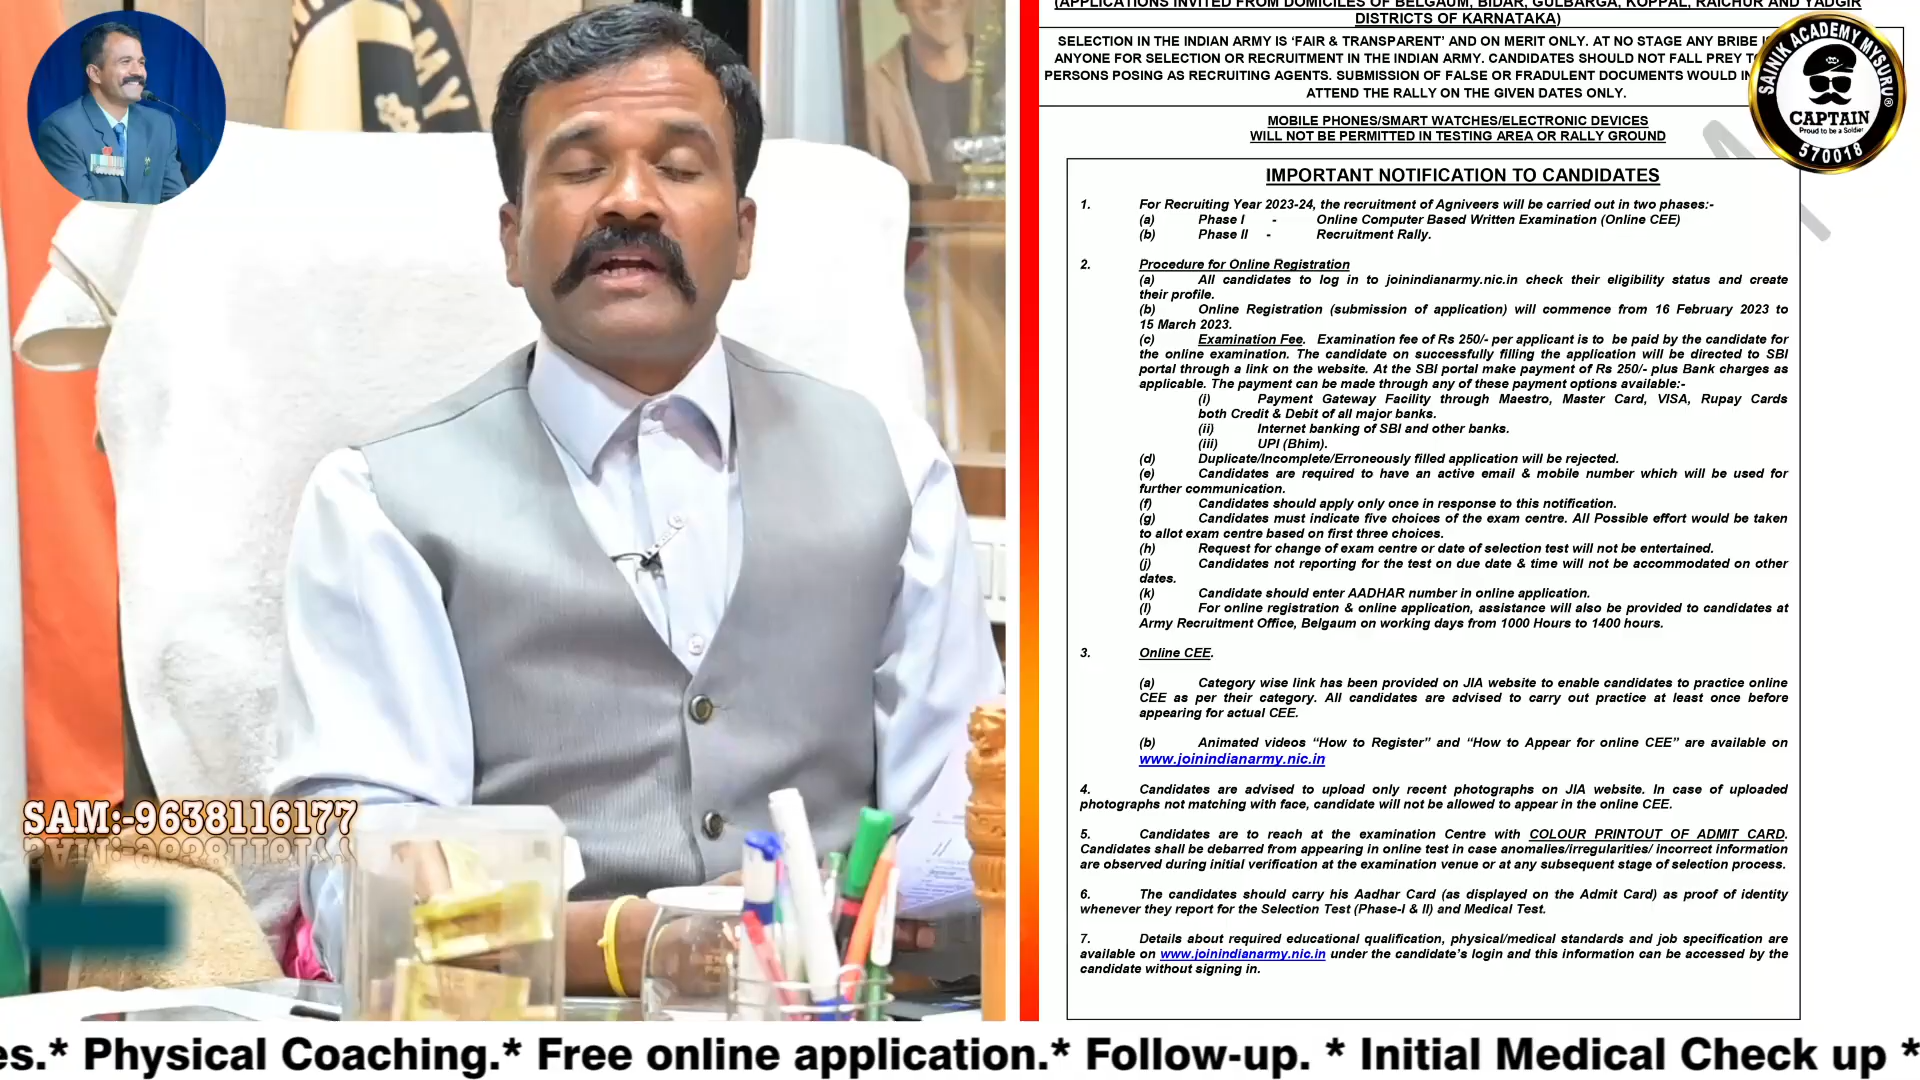 (APPLICATIONS INVITED FROM DOMICILES OF BELGAUM, BIDAR, GULBARGA, KOPPAL, RAICHUR AND YADGIR
DISTRICTS OF KARNATAKA)
SELECTION IN THE INDIAN ARMY IS ‘FAIR & TRANSPARENT’ AND ON MERIT ONLY. AT NO STAGE ANY BRIBE
ANYONE FOR SELECTION OR RECRUITMENT IN THE INDIAN ARMY. CANDIDATES SHOULD NOT FALL PREY
PERSONS POSING AS RECRUITING AGENTS. SUBMISSION OF FALSE OR FRADULENT DOCUMENTS WOULD
ATTEND THE RALLY ON THE GIVEN DATES ONLY.
SAINIK ACADEMY MYSURU®
CAPTAIN
Proud to be a Soldier
570018
MOBILE PHONES/SMART WATCHES/ELECTRONIC DEVICES
WILL NOT BE PERMITTED IN TESTING AREA OR RALLY GROUND
IMPORTANT NOTIFICATION TO CANDIDATES
1. For Recruiting Year 2023-24, the recruitment of Agniveers will be carried out in two phases:-
(a) Phase I - Online Computer Based Written Examination (Online CEE)
(b) Phase II - Recruitment Rally.
2. Procedure for Online Registration
(a) All candidates to log in to joinindianarmy.nic.in check their eligibility status and create
their profile.
(b) Online Registration (submission of application) will commence from 16 February 2023 to
15 March 2023.
(c) Examination Fee. Examination fee of Rs 250/- per applicant is to be paid by the candidate for
the online examination. The candidate on successfully filling the application will be directed to SBI
portal through a link on the website. At the SBI portal make payment of Rs 250/- plus Bank charges as
applicable. The payment can be made through any of these payment options available:-
(i) Payment Gateway Facility through Maestro, Master Card, VISA, Rupay Cards
both Credit & Debit of all major banks.
(ii) Internet banking of SBI and other banks.
(iii) UPI (Bhim).
(d) Duplicate/Incomplete/Erroneously filled application will be rejected.
(e) Candidates are required to have an active email & mobile number which will be used for
further communication.
(f) Candidates should apply only once in response to this notification.
(g) Candidates must indicate five choices of the exam centre. All Possible effort would be taken
to allot exam centre based on first three choices.
(h) Request for change of exam centre or date of selection test will not be entertained.
(j) Candidates not reporting for the test on due date & time will not be accommodated on other
dates.
(k) Candidate should enter AADHAR number in online application.
(l) For online registration & online application, assistance will also be provided to candidates at
Army Recruitment Office, Belgaum on working days from 1000 Hours to 1400 hours.
3. Online CEE.
(a) Category wise link has been provided on JIA website to enable candidates to practice online
CEE as per their category. All candidates are advised to carry out practice at least once before
appearing for actual CEE.
(b) Animated videos “How to Register” and “How to Appear for online CEE” are available on
www.joinindianarmy.nic.in
4. Candidates are advised to upload only recent photographs on JIA website. In case of uploaded
photographs not matching with face, candidate will not be allowed to appear in the online CEE.
5. Candidates are to reach at the examination Centre with COLOUR PRINTOUT OF ADMIT CARD.
Candidates shall be debarred from appearing in online test in case anomalies/irregularities/ incorrect information
are observed during initial verification at the examination venue or at any subsequent stage of selection process.
6. The candidates should carry his Aadhar Card (as displayed on the Admit Card) as proof of identity
whenever they report for the Selection Test (Phase-I & II) and Medical Test.
7. Details about required educational qualification, physical/medical standards and job specification are
available on www.joinindianarmy.nic.in under the candidate’s login and this information can be accessed by the
candidate without signing in.
SAM:-9638116177
es.* Physical Coaching.* Free online application.* Follow-up. * Initial Medical Check up *